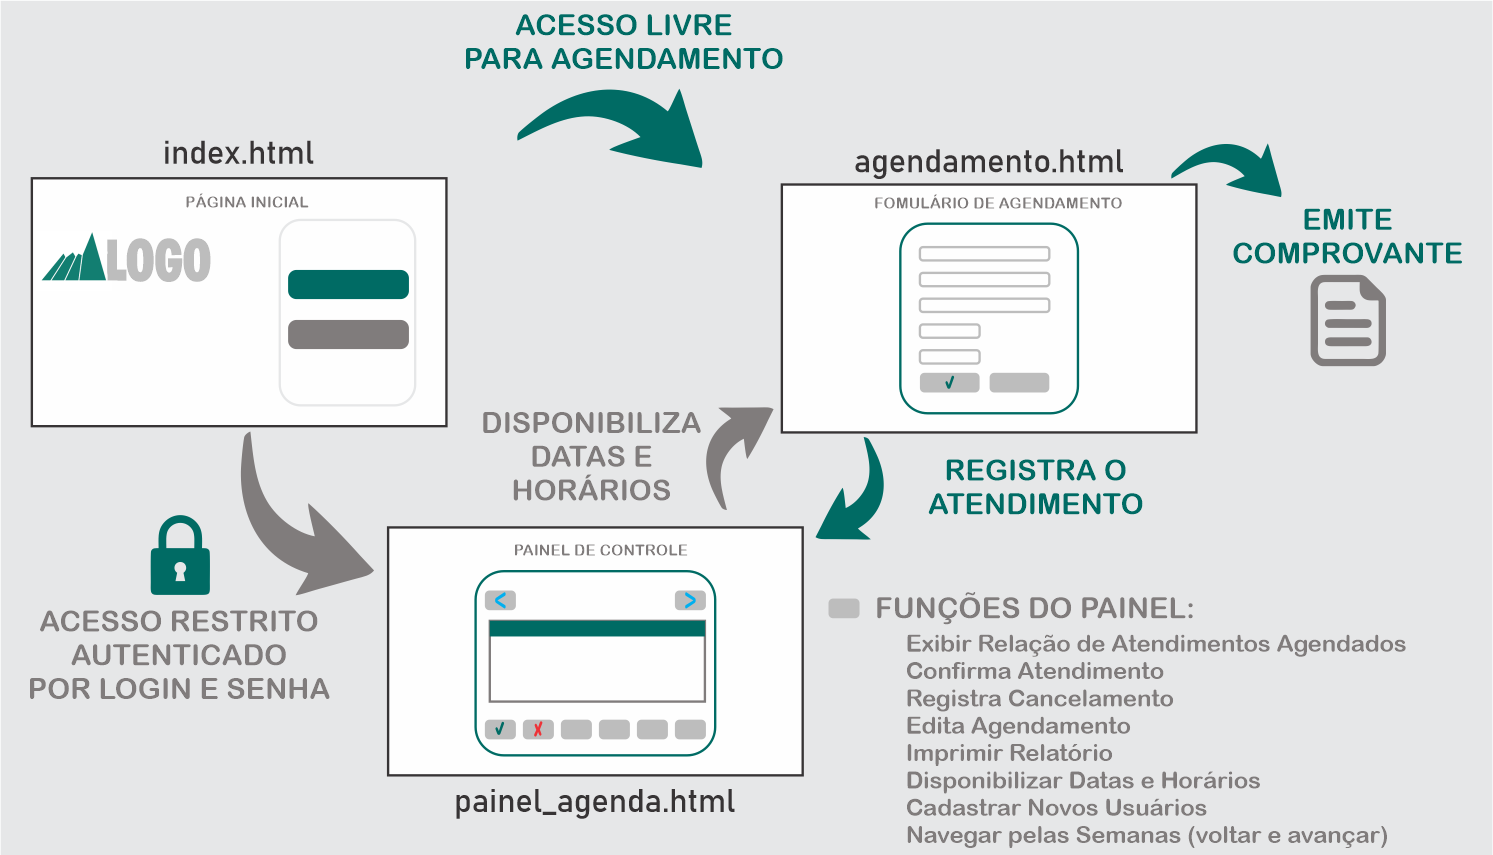 ACESSO LIVRE
PARA AGENDAMENTO
index.html
PÁGINA INICIAL
LOGO
agendamento.html
FOMULÁRIO DE AGENDAMENTO
√
EMITE
COMPROVANTE
DISPONIBILIZA
DATAS E
HORÁRIOS
REGISTRA O
ATENDIMENTO
ACESSO RESTRITO
AUTENTICADO
POR LOGIN E SENHA
PAINEL DE CONTROLE
< >
√ X
painel_agenda.html
FUNÇÕES DO PAINEL:
Exibir Relação de Atendimentos Agendados
Confirma Atendimento
Registra Cancelamento
Edita Agendamento
Imprimir Relatório
Disponibilizar Datas e Horários
Cadastrar Novos Usuários
Navegar pelas Semanas (voltar e avançar)